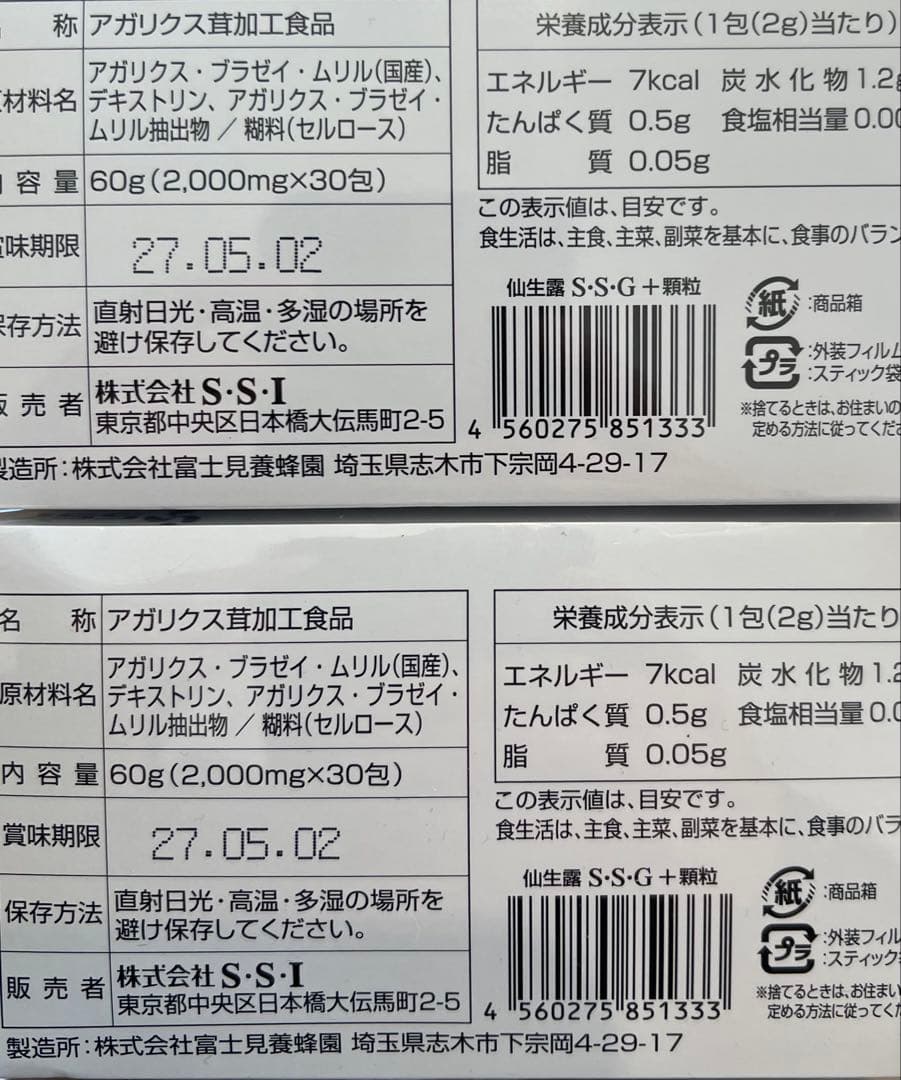 称 アガリクス茸加工食品
材料名 アガリクス・ブラゼイ・ムリル(国産)、
デキストリン、アガリクス・ブラゼイ・
ムリル抽出物／糊料(セルロース)
容量 60g(2,000mg×30包)
味期限 27.05.02
存方法 直射日光・高温・多湿の場所を
避け保存してください。
売者 株式会社S・S・I
東京都中央区日本橋大伝馬町2-5
製造所:株式会社富士見養蜂園 埼玉県志木市下宗岡4-29-17
栄養成分表示(1包(2g)当たり)
エネルギー 7kcal 炭水化物 1.2g
たんぱく質 0.5g 食塩相当量 0.00
脂質 0.05g
この表示値は、目安です。
食生活は、主食、主菜、副菜を基本に、食事のバラン
仙生露 S・S・G＋顆粒
4 560275 851333
紙 :商品箱
プラ :外装フィルム
:スティック袋
※捨てるときは、お住まいの
定める方法に従ってくださ
名称 アガリクス茸加工食品
原材料名 アガリクス・ブラゼイ・ムリル(国産)、
デキストリン、アガリクス・ブラゼイ・
ムリル抽出物／糊料(セルロース)
内容量 60g(2,000mg×30包)
賞味期限 27.05.02
保存方法 直射日光・高温・多湿の場所を
避け保存してください。
販売者 株式会社S・S・I
東京都中央区日本橋大伝馬町2-5
製造所:株式会社富士見養蜂園 埼玉県志木市下宗岡4-29-17
栄養成分表示(1包(2g)当たり
エネルギー 7kcal 炭水化物 1.2
たんぱく質 0.5g 食塩相当量 0.0
脂質 0.05g
この表示値は、目安です。
食生活は、主食、主菜、副菜を基本に、食事のバラ
仙生露 S・S・G＋顆粒
4 560275 851333
紙 :商品箱
プラ :外装フィル
:スティック
※捨てるときは、お住まい
定める方法に従ってくだ